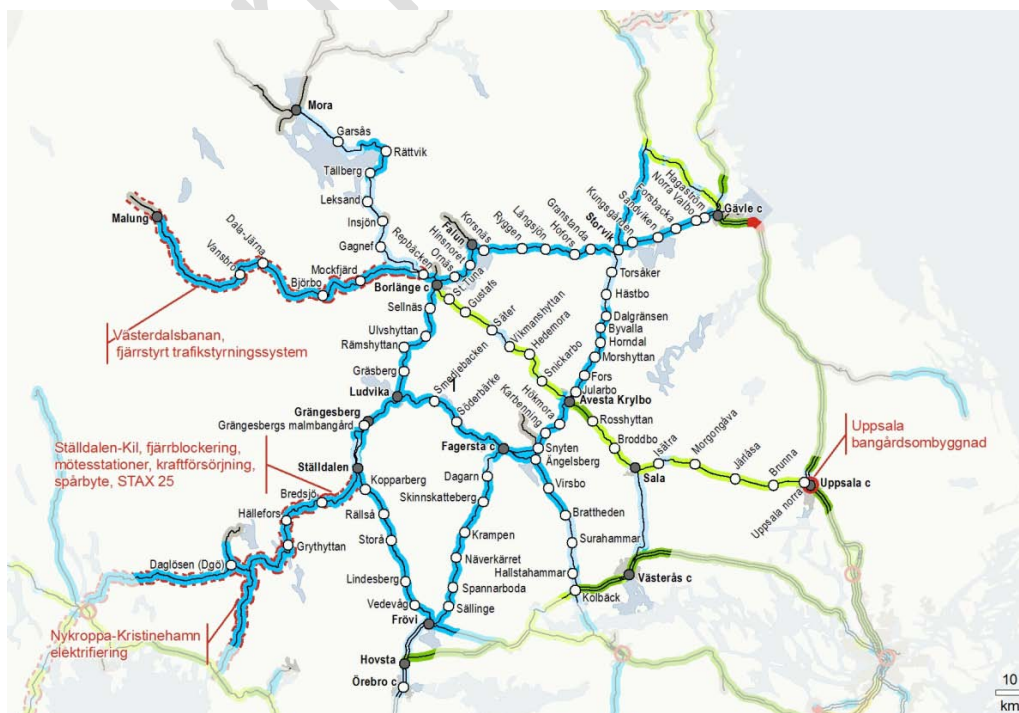 Mora
Garsås
Rättvik
Tällberg
Leksand
Insjön
Gagnef
Repbäcken
Malung
Vansbro
Dala-Järna
Björbo
Mockfjärd
Borlänge c
Falun
Korsnäs
Hinsnoret
Ornäs
St.Tuna
Gustafs
Säter
Vikmanshyttan
Hedemora
Snickarbo
Ryggen
Långsjön
Hofors
Granstanda
Storvik
Kungsgården
Sandviken
Forsbacka
Norra Valbo
Hagaström
Gävle c
Torsåker
Hästbo
Dalgränsen
Byvalla
Horndal
Morshyttan
Fors
Jularbo
Avesta Krylbo
Sellnäs
Ulvshyttan
Rämshyttan
Gräsberg
Ludvika
Smedjebacken
Söderbärke
Grängesberg
Grängesbergs malmbangård
Fagersta c
Karbenning
Hökmora
Snyten
Ängelsberg
Rosshyttan
Broddbo
Sala
Isätra
Morgongåva
Järlåsa
Brunna
Uppsala norra
Uppsala c
Ställdalen
Kopparberg
Rällså
Storå
Lindesberg
Vedevåg
Frövi
Dagarn
Skinnskatteberg
Krampen
Näverkärret
Spannarboda
Sällinge
Virsbo
Brattheden
Surahammar
Hallstahammar
Kolbäck
Västerås c
Bredsjö
Hällefors
Grythyttan
Daglösen (Dgö)
Hovsta
Örebro c
Västerdalsbanan,
fjärrstyrt trafikstyrningssystem
Ställdalen-Kil, fjärrblockering,
mötesstationer, kraftförsörjning,
spårbyte, STAX 25
Nykroppa-Kristinehamn
elektrifiering
Uppsala
bangårdsombyggnad
10
km